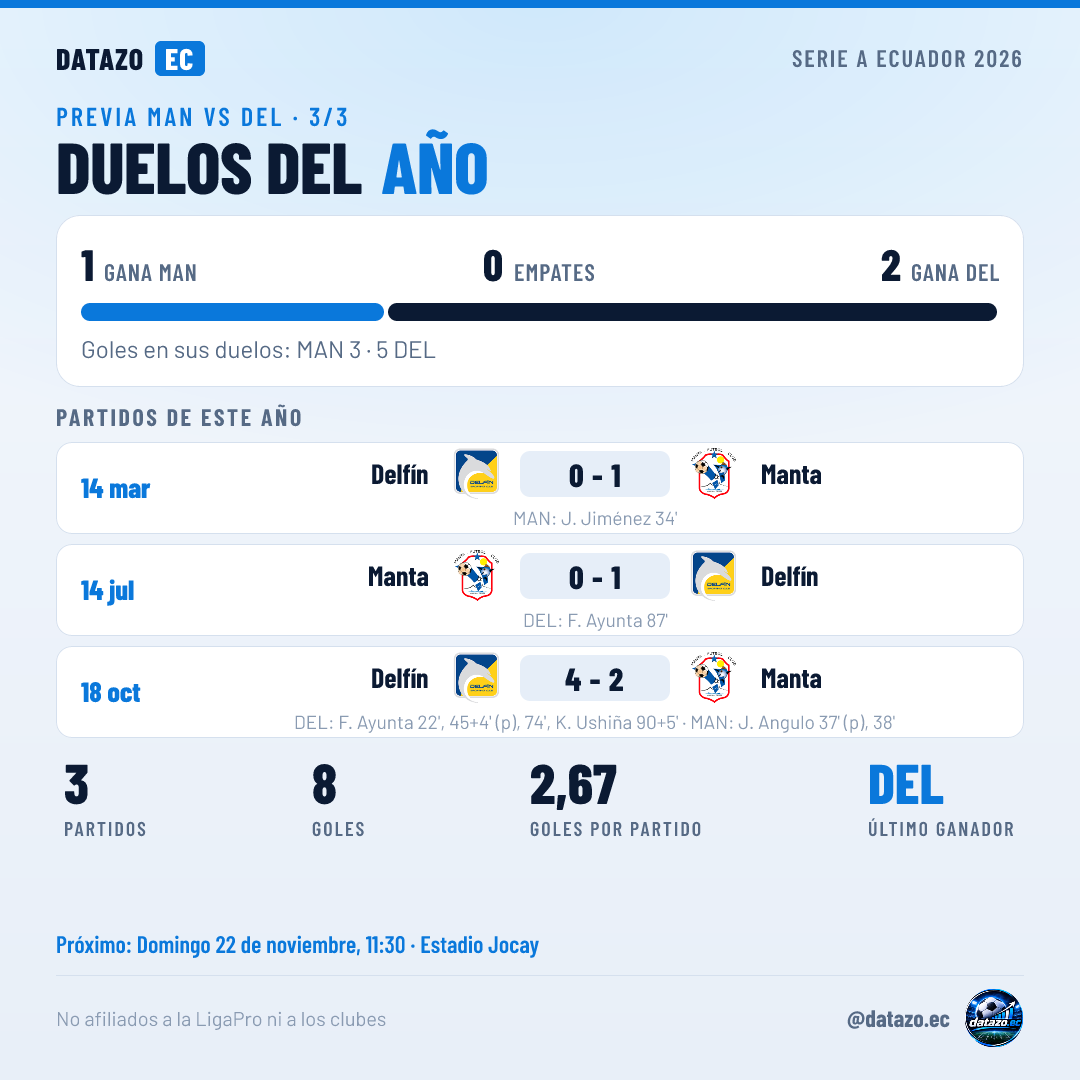 DATAZO EC
SERIE A ECUADOR 2026
PREVIA MAN VS DEL · 3/3
DUELOS DEL AÑO
1 GANA MAN
0 EMPATES
2 GANA DEL
Goles en sus duelos: MAN 3 · 5 DEL
PARTIDOS DE ESTE AÑO
14 mar
Delfín
DELFIN
0 - 1
Manta
MAN: J. Jiménez 34'
14 jul
Manta
0 - 1
DELFIN
Delfín
DEL: F. Ayunta 87'
18 oct
Delfín
DELFIN
4 - 2
Manta
DEL: F. Ayunta 22', 45+4' (p), 74', K. Ushiña 90+5' · MAN: J. Angulo 37' (p), 38'
3
PARTIDOS
8
GOLES
2,67
GOLES POR PARTIDO
DEL
ÚLTIMO GANADOR
Próximo: Domingo 22 de noviembre, 11:30 · Estadio Jocay
No afiliados a la LigaPro ni a los clubes
@datazo.ec
datazo.ec